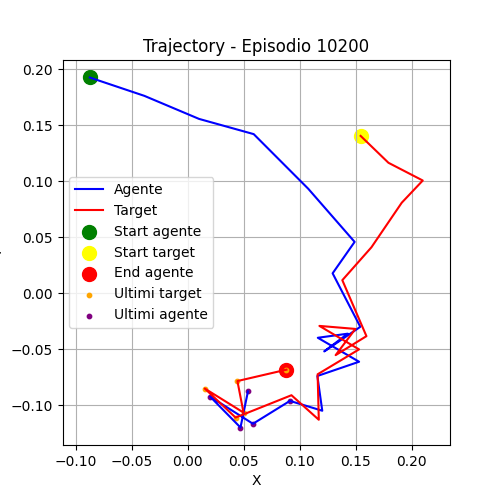 Trajectory - Episodio 10200
0.20
0.15
0.10
0.05
0.00
−0.05
−0.10
Agente
Target
Start agente
Start target
End agente
Ultimi target
Ultimi agente
−0.10
−0.05
0.00
0.05
0.10
0.15
0.20
X